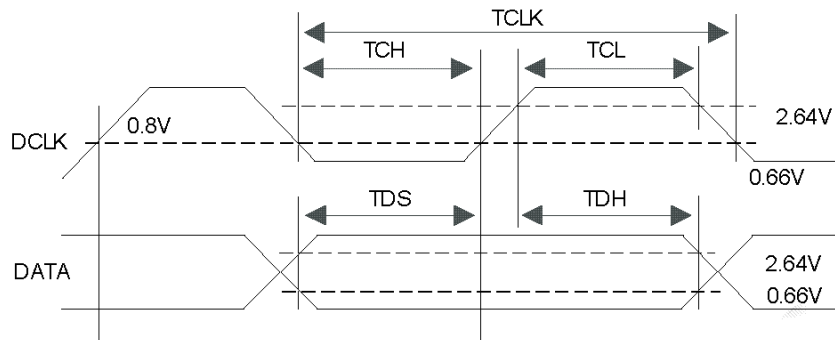 TCLK
TCH
TCL
0.8V
2.64V
DCLK
0.66V
TDS
TDH
DATA
2.64V
0.66V